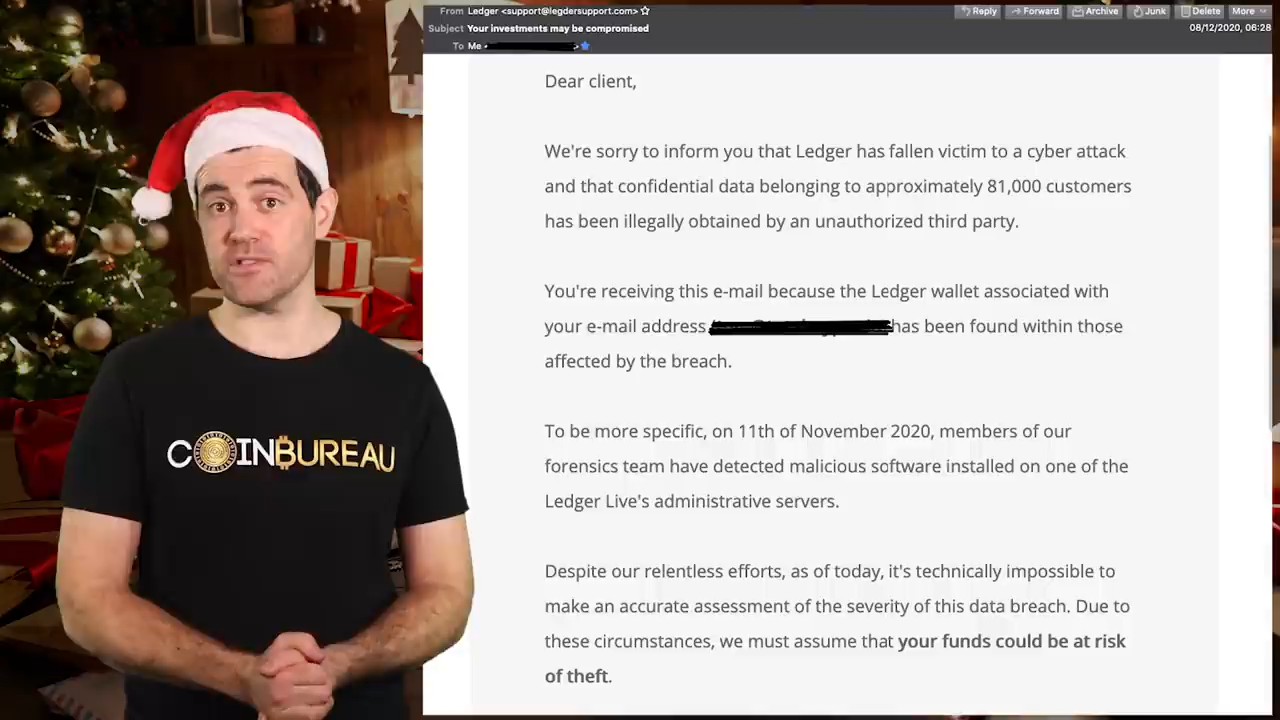 From Ledger <support@legdersupport.com>
Reply Forward Archive Junk Delete More
Subject Your investments may be compromised
08/12/2020, 06:28
To Me
Dear client,
We're sorry to inform you that Ledger has fallen victim to a cyber attack
and that confidential data belonging to approximately 81,000 customers
has been illegally obtained by an unauthorized third party.
You're receiving this e-mail because the Ledger wallet associated with
your e-mail address has been found within those
affected by the breach.
To be more specific, on 11th of November 2020, members of our
forensics team have detected malicious software installed on one of the
Ledger Live's administrative servers.
Despite our relentless efforts, as of today, it's technically impossible to
make an accurate assessment of the severity of this data breach. Due to
these circumstances, we must assume that your funds could be at risk
of theft.
COINBUREAU